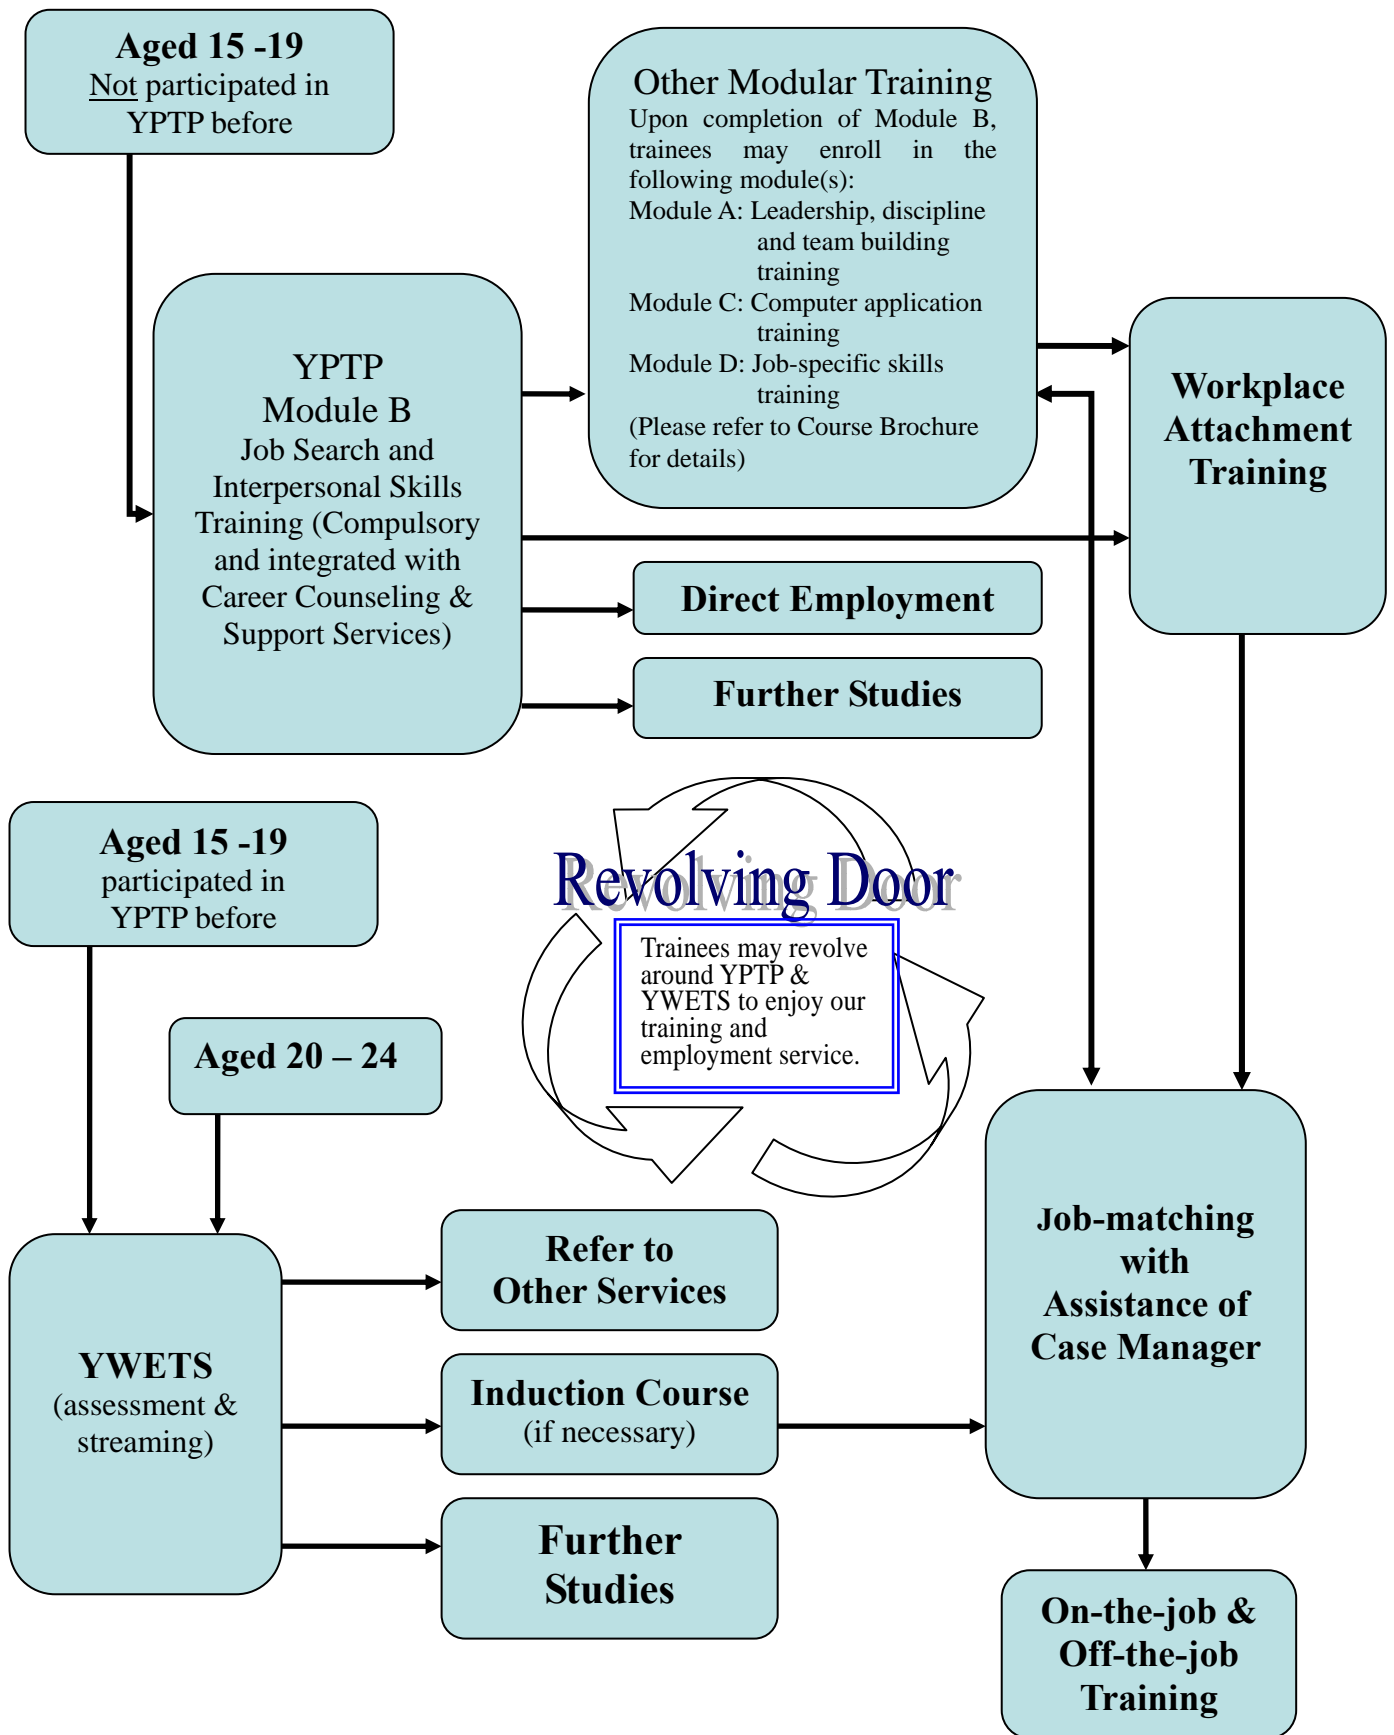 Aged 15 -19
Not participated in
YPTP before
Other Modular Training
Upon completion of Module B,
trainees may enroll in the
following module(s):
Module A: Leadership, discipline
and team building
training
Module C: Computer application
training
Module D: Job-specific skills
training
(Please refer to Course Brochure
for details)
YPTP
Module B
Job Search and
Interpersonal Skills
Training (Compulsory
and integrated with
Career Counseling &
Support Services)
Workplace
Attachment
Training
Direct Employment
Further Studies
Aged 15 -19
participated in
YPTP before
Revolving Door
Trainees may revolve
around YPTP &
YWETS to enjoy our
training and
employment service.
Aged 20 – 24
YWETS
(assessment &
streaming)
Refer to
Other Services
Induction Course
(if necessary)
Further
Studies
Job-matching
with
Assistance of
Case Manager
On-the-job &
Off-the-job
Training